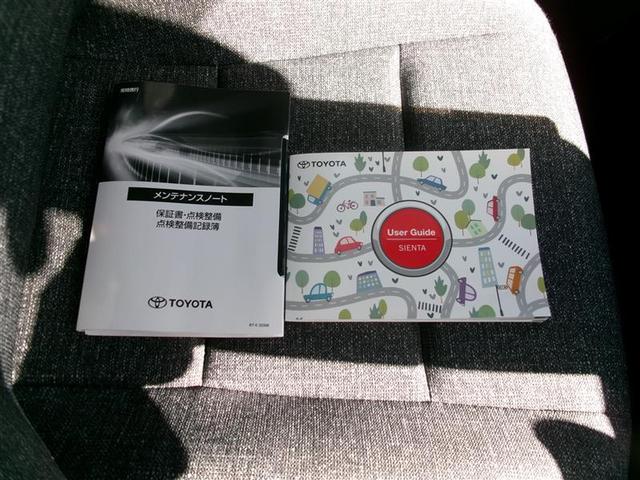 メンテナンスノート
保証書・点検整備
点検整備記録簿
TOYOTA
TOYOTA
User Guide
SIENTA